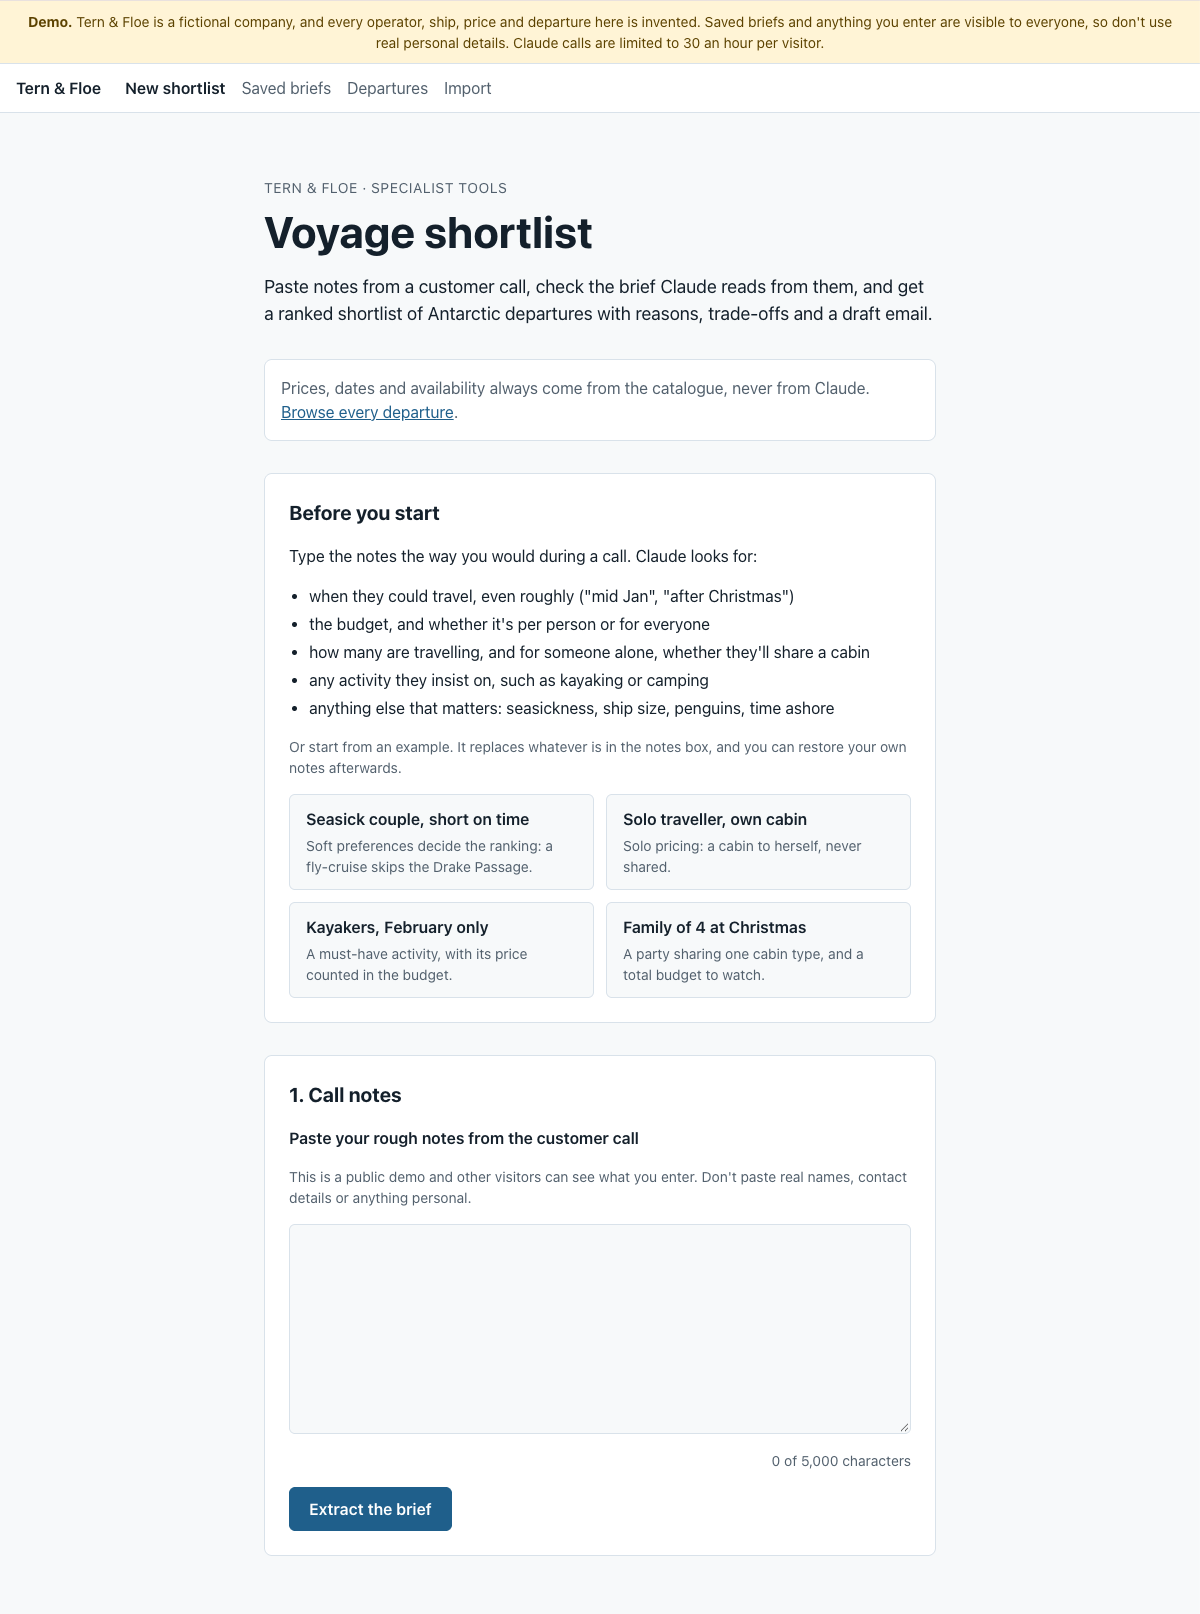 Demo. Tern & Floe is a fictional company, and every operator, ship, price and departure here is invented. Saved briefs and anything you enter are visible to everyone, so don't use
real personal details. Claude calls are limited to 30 an hour per visitor.
Tern & Floe New shortlist Saved briefs Departures Import
TERN & FLOE · SPECIALIST TOOLS
Voyage shortlist
Paste notes from a customer call, check the brief Claude reads from them, and get
a ranked shortlist of Antarctic departures with reasons, trade-offs and a draft email.
Prices, dates and availability always come from the catalogue, never from Claude.
Browse every departure.
Before you start
Type the notes the way you would during a call. Claude looks for:
• when they could travel, even roughly ("mid Jan", "after Christmas")
• the budget, and whether it's per person or for everyone
• how many are travelling, and for someone alone, whether they'll share a cabin
• any activity they insist on, such as kayaking or camping
• anything else that matters: seasickness, ship size, penguins, time ashore
Or start from an example. It replaces whatever is in the notes box, and you can restore your own
notes afterwards.
Seasick couple, short on time
Soft preferences decide the ranking: a
fly-cruise skips the Drake Passage.
Solo traveller, own cabin
Solo pricing: a cabin to herself, never
shared.
Kayakers, February only
A must-have activity, with its price
counted in the budget.
Family of 4 at Christmas
A party sharing one cabin type, and a
total budget to watch.
1. Call notes
Paste your rough notes from the customer call
This is a public demo and other visitors can see what you enter. Don't paste real names, contact
details or anything personal.
0 of 5,000 characters
Extract the brief